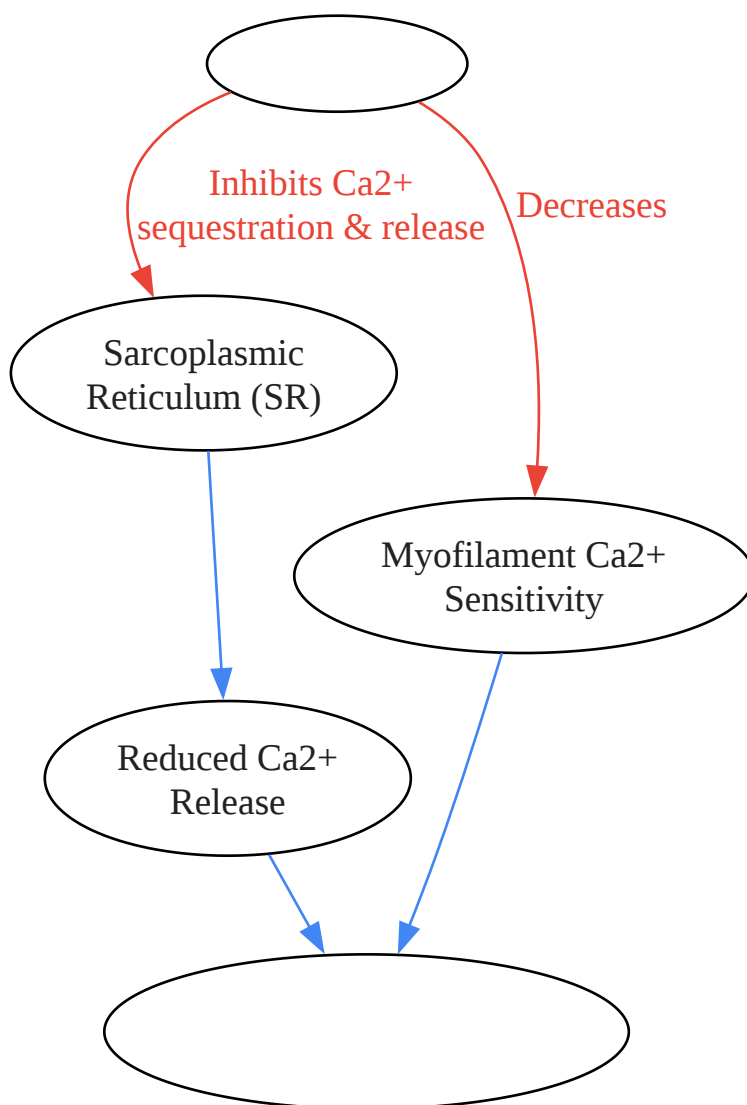 Inhibits Ca2+
sequestration & release
Decreases
Sarcoplasmic
Reticulum (SR)
Myofilament Ca2+
Sensitivity
Reduced Ca2+
Release